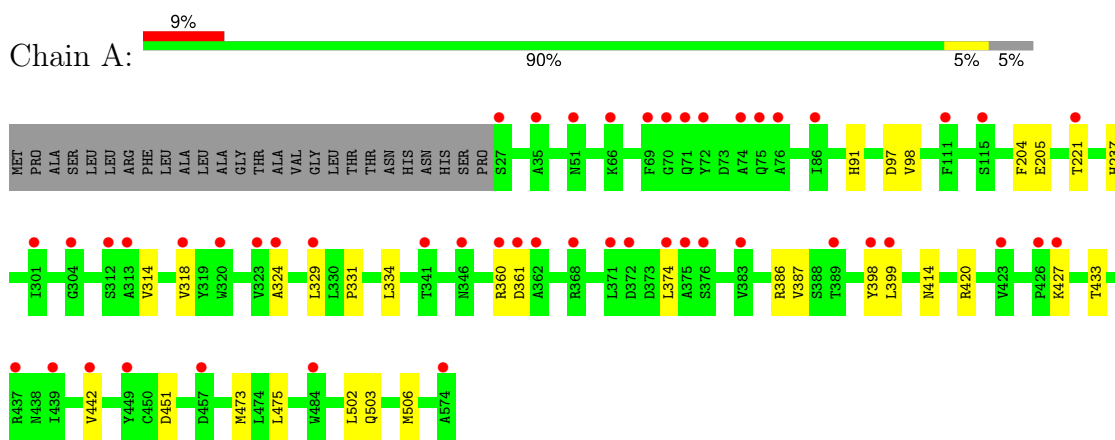 9%
Chain A:
90% 5% 5%
MET PRO ALA SER LEU LEU ARG PHE LEU ALA LEU ALA GLY THR ALA VAL GLY LEU THR THR ASN HIS ASN HIS SER PRO S27 A35 N51 K66 F69 G70 Q71 Y72 D73 A74 Q75 A76 I86 H91 D97 V98 F111 S115 F204 E205 T221
I301 G304 S312 A313 V314 V318 Y319 W320 V323 A324 L329 L330 P331 L334 T341 N346 R360 D361 A362 R368 L371 D372 D373 L374 A375 S376 V383 R386 V387 S388 T389 Y398 L399 N414 R420 V423 P426 K427 T433
R437 N438 I439 V442 Y449 C450 D451 D457 M473 L474 L475 W484 L502 Q503 M506 A574